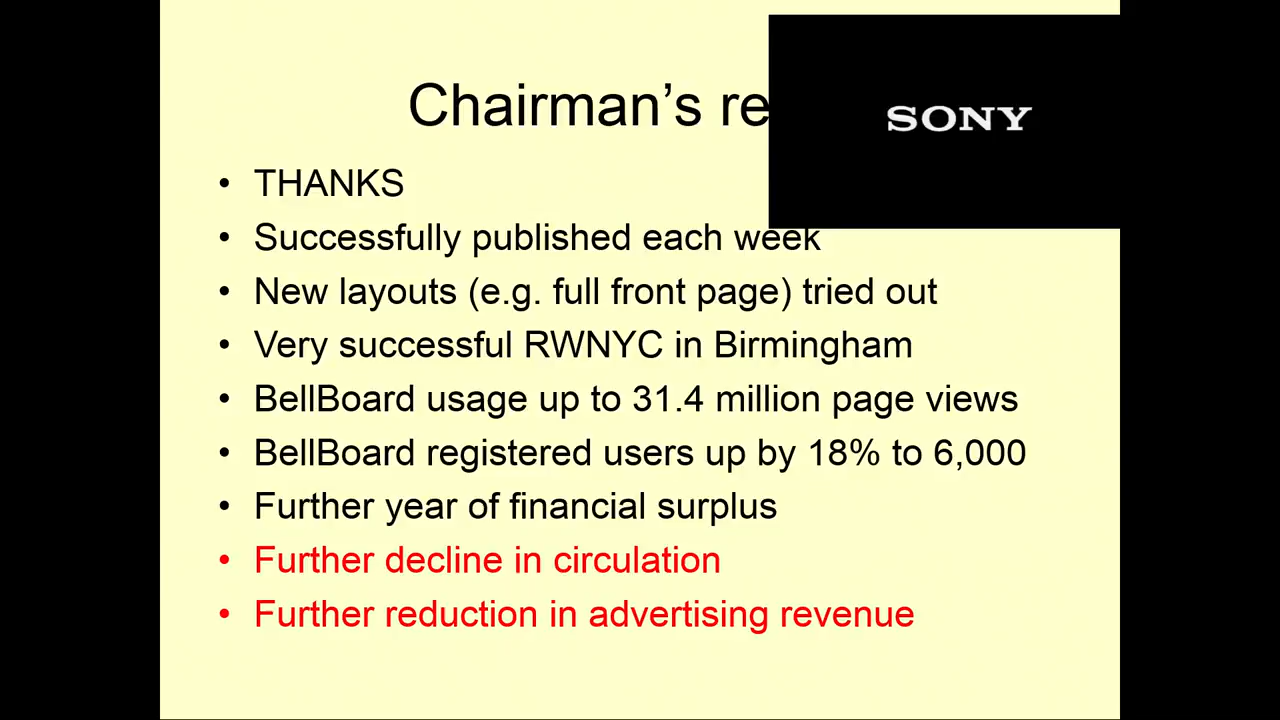 Chairman's re
SONY
• THANKS
• Successfully published each week
• New layouts (e.g. full front page) tried out
• Very successful RWNYC in Birmingham
• BellBoard usage up to 31.4 million page views
• BellBoard registered users up by 18% to 6,000
• Further year of financial surplus
• Further decline in circulation
• Further reduction in advertising revenue